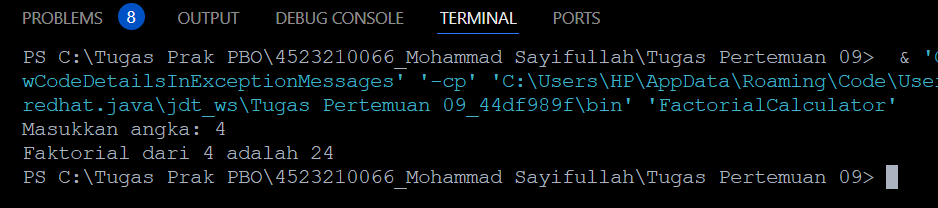 PROBLEMS 8 OUTPUT DEBUG CONSOLE TERMINAL PORTS
PS C:\Tugas Prak PBO\4523210066_Mohammad Sayifullah\Tugas Pertemuan 09> & '
wCodeDetailsInExceptionMessages' '-cp' 'C:\Users\HP\AppData\Roaming\Code\User
redhat.java\jdt_ws\Tugas Pertemuan 09_44df989f\bin' 'FactorialCalculator'
Masukkan angka: 4
Faktorial dari 4 adalah 24
PS C:\Tugas Prak PBO\4523210066_Mohammad Sayifullah\Tugas Pertemuan 09>